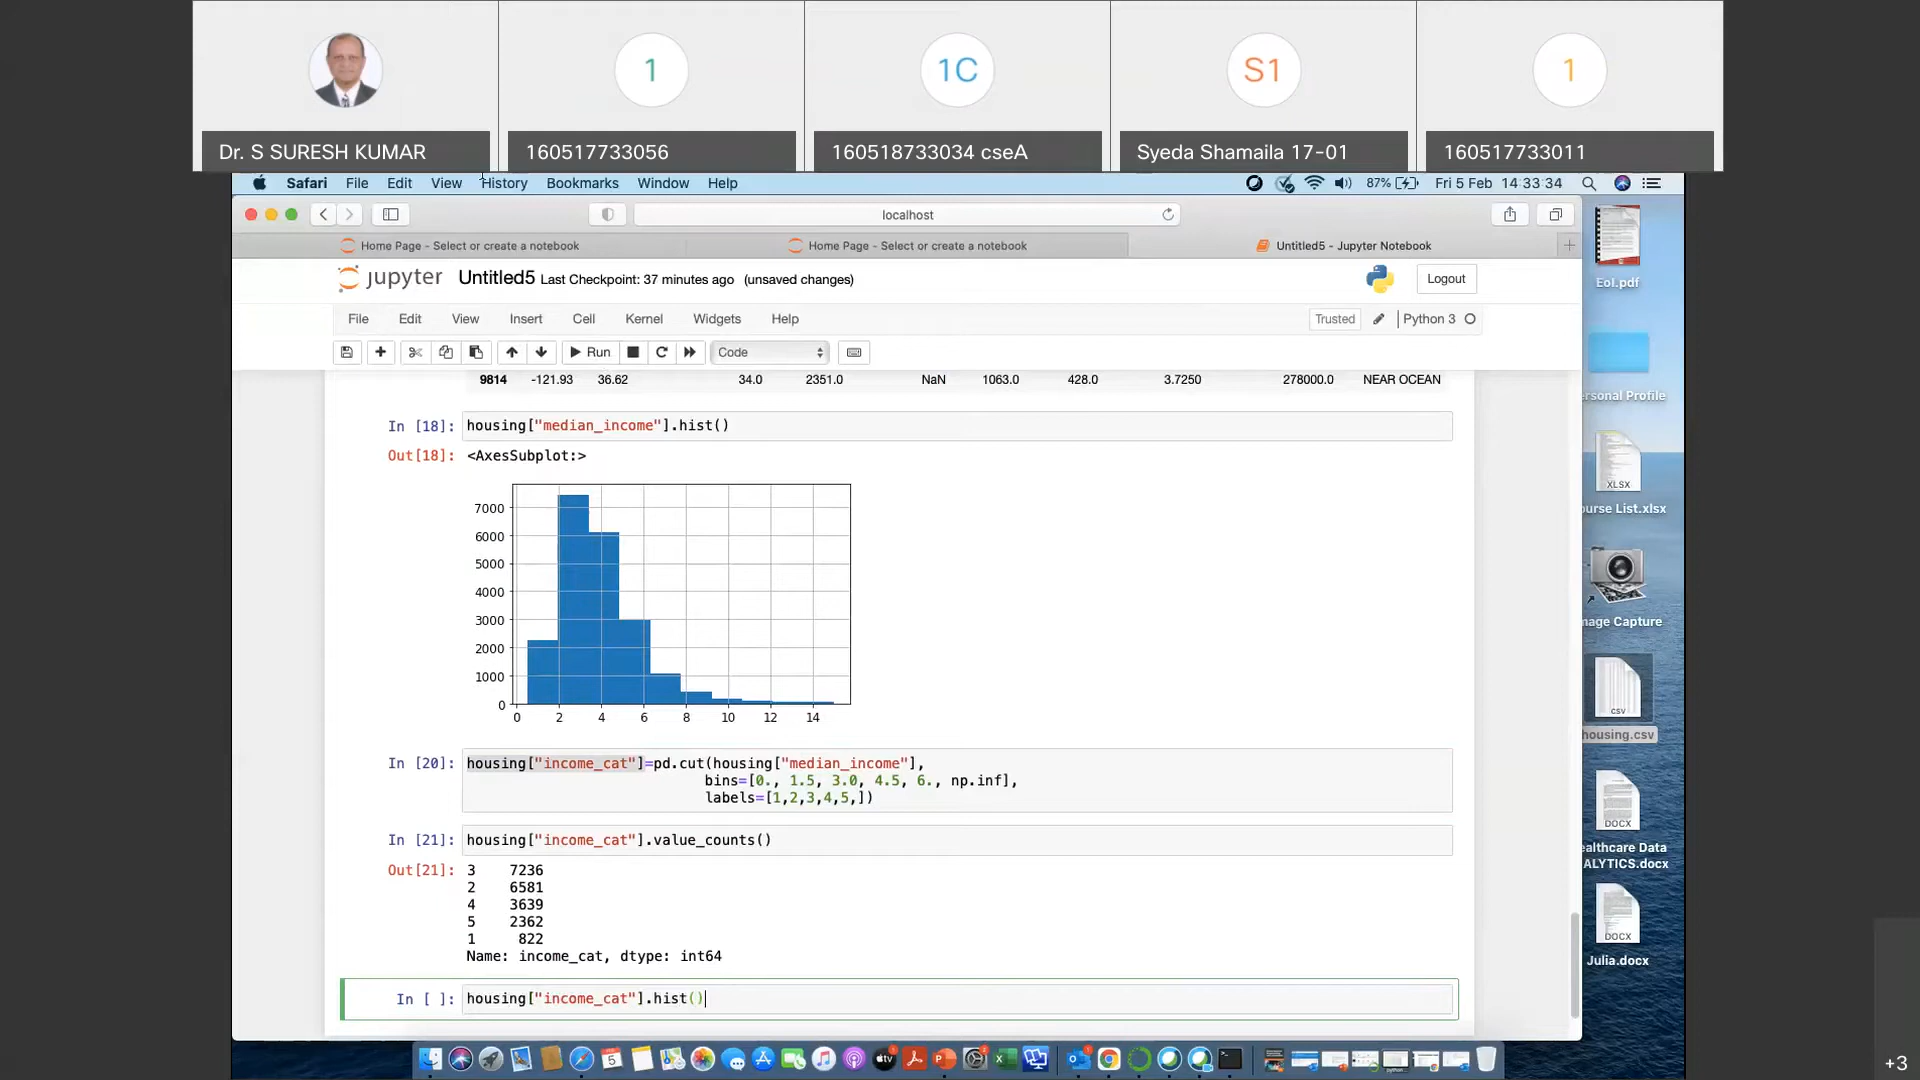 Dr. S SURESH KUMAR
1
160517733056
1C
160518733034 cseA
S1
Syeda Shamaila 17-01
1
160517733011
Safari File Edit View History Bookmarks Window Help
87% Fri 5 Feb 14:33:34
localhost
Home Page - Select or create a notebook
Home Page - Select or create a notebook
Untitled5 - Jupyter Notebook
jupyter Untitled5 Last Checkpoint: 37 minutes ago (unsaved changes)
Logout
File Edit View Insert Cell Kernel Widgets Help
Trusted
Python 3
Run
Code
9814 -121.93 36.62 34.0 2351.0 NaN 1063.0 428.0 3.7250 278000.0 NEAR OCEAN
In [18]: housing["median_income"].hist()
Out[18]: <AxesSubplot:>
7000
6000
5000
4000
3000
2000
1000
0
0 2 4 6 8 10 12 14
In [20]: housing["income_cat"]=pd.cut(housing["median_income"],
bins=[0., 1.5, 3.0, 4.5, 6., np.inf],
labels=[1,2,3,4,5,])
In [21]: housing["income_cat"].value_counts()
Out[21]: 3 7236
2 6581
4 3639
5 2362
1 822
Name: income_cat, dtype: int64
In [ ]: housing["income_cat"].hist()
EoI.pdf
ersonal Profile
XLSX
ourse List.xlsx
mage Capture
CSV
housing.csv
DOCX
ealthcare Data
ALYTICS.docx
DOCX
Julia.docx
+3